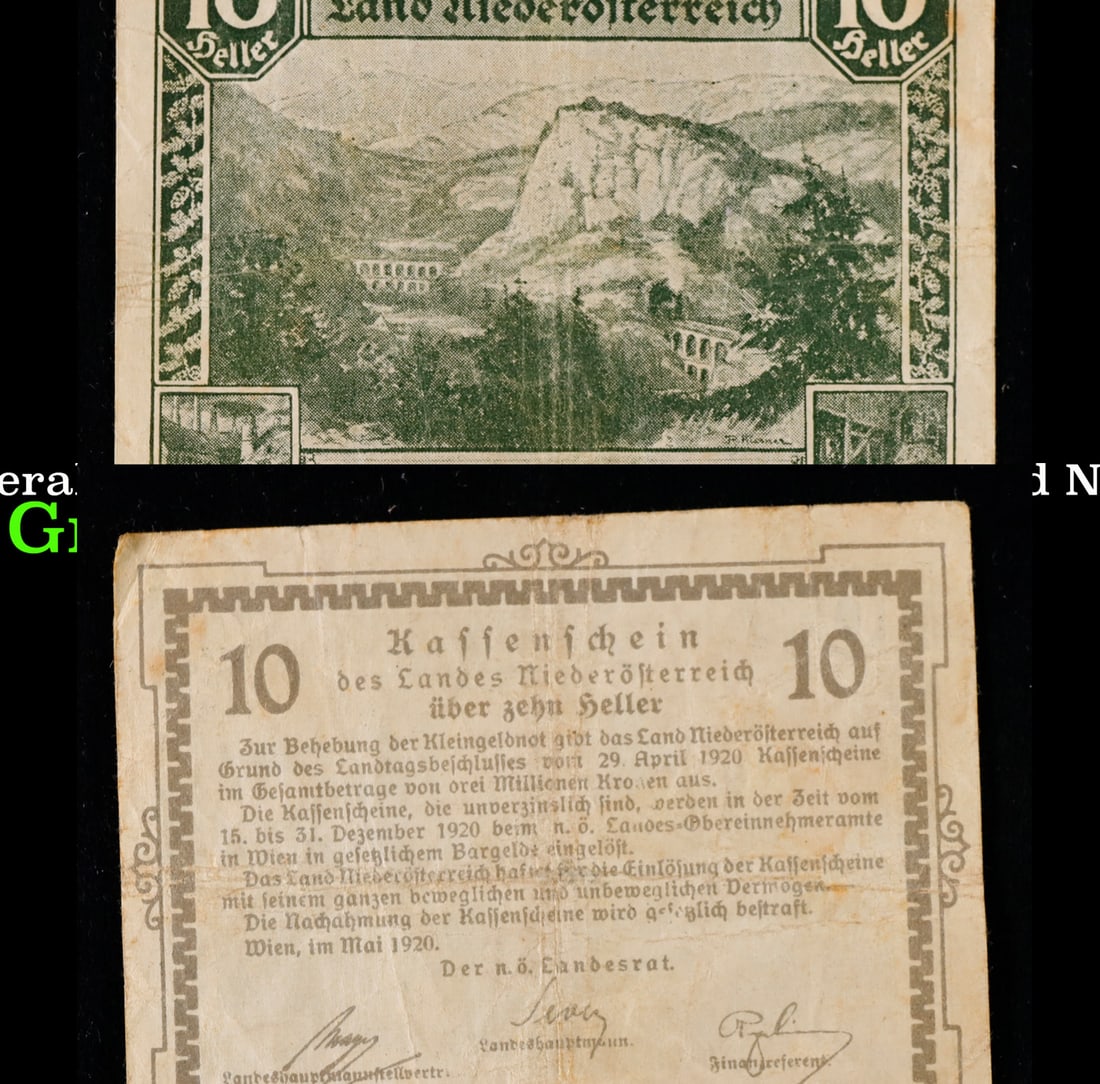 10 Land Niederösterreich 10
Heller Heller
Kassenschein
10 10
des Landes Niederösterreich
über zehn Heller
Zur Behebung der Kleingeldnot gibt das Land Niederösterreich auf
Grund des Landtagsbeschlusses vom 29. April 1920 Kassenscheine
im Gesamtbetrage von drei Millionen Kronen aus.
Die Kassenscheine, die unverzinslich sind, werden in der Zeit vom
15. bis 31. Dezember 1920 beim n. ö. Landes-Obereinnehmeramte
in Wien in gesetzlichem Bargelde eingelöst.
Das Land Niederösterreich haftet für die Einlösung der Kassenscheine
mit seinem ganzen beweglichen und unbeweglichen Vermögen.
Die Nachahmung der Kassenscheine wird gesetzlich bestraft.
Wien, im Mai 1920.
Der n. ö. Landesrat.
Landeshauptmann.
Landeshauptmannstellvertr. Finanzreferent.